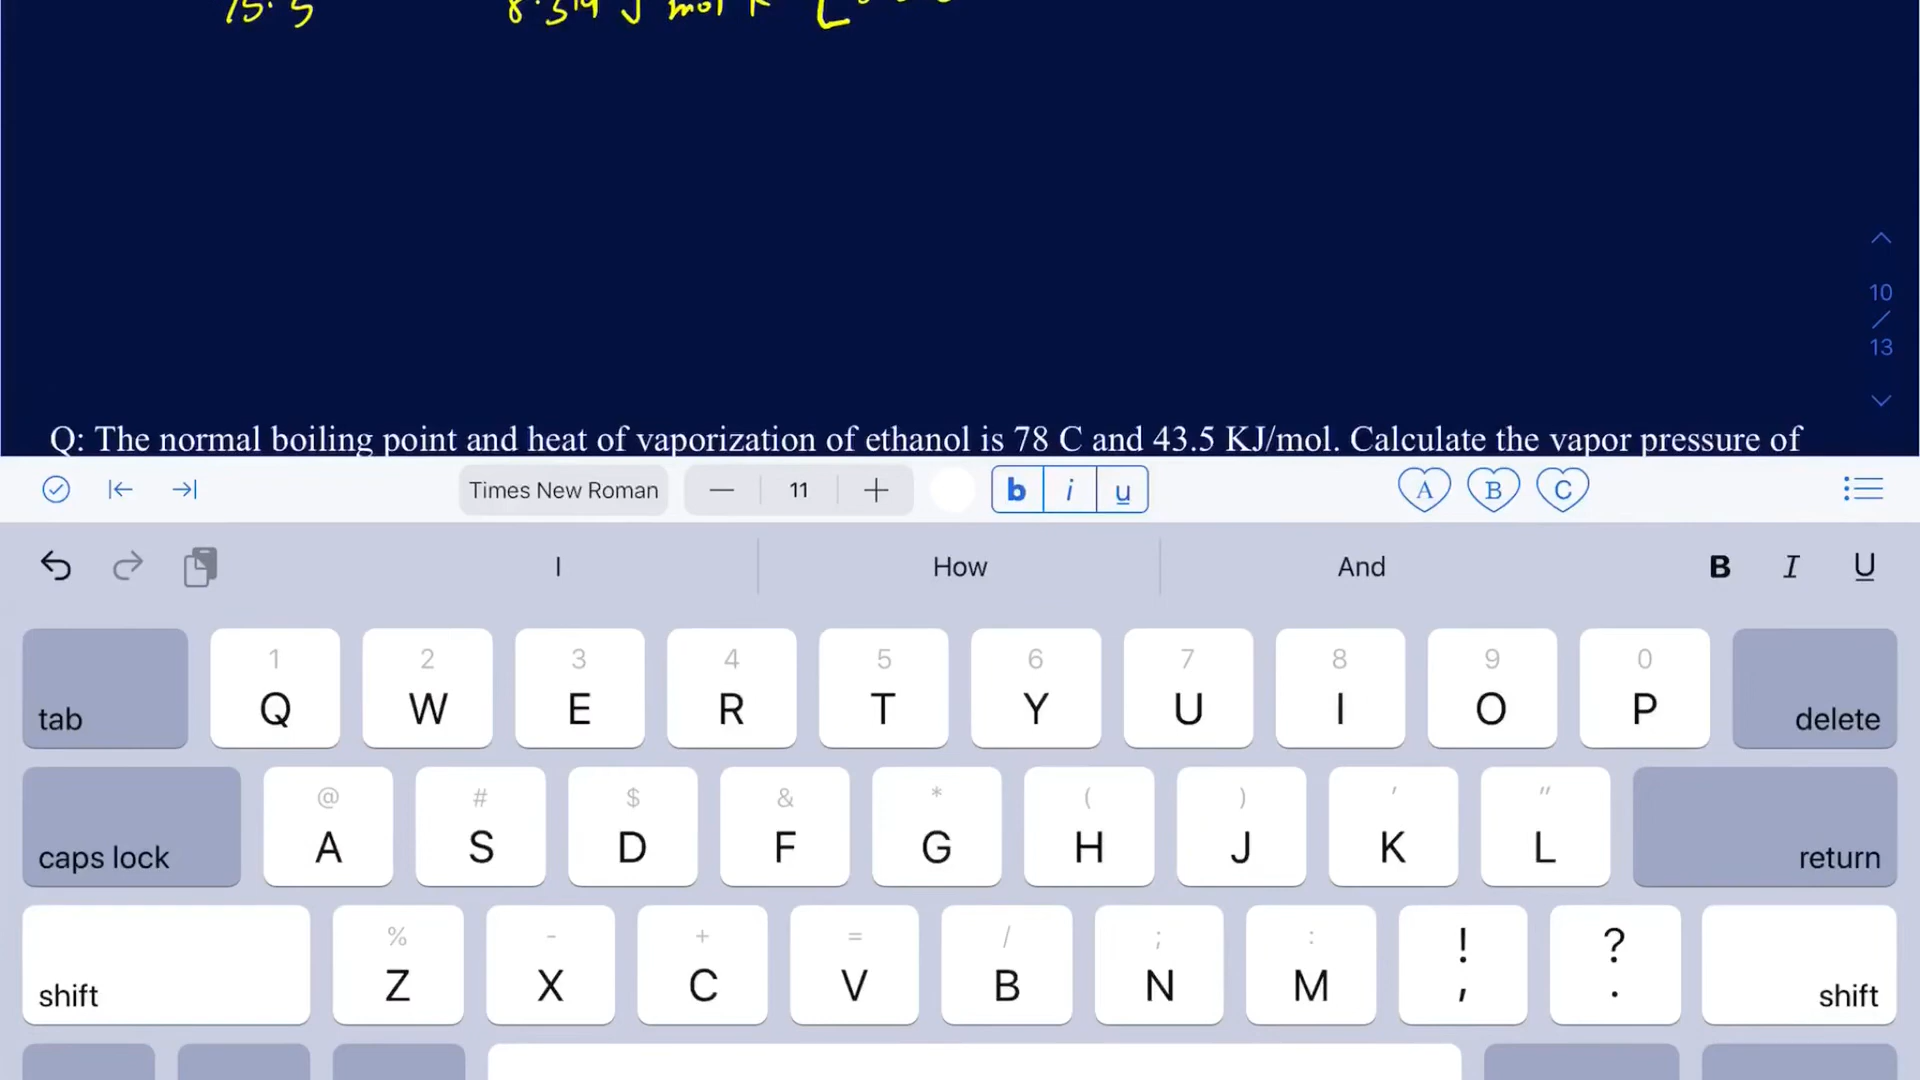 10
/
13
Q: The normal boiling point and heat of vaporization of ethanol is 78 C and 43.5 KJ/mol. Calculate the vapor pressure of
Times New Roman — 11 + b i u A B C
I How And B I U
tab 1 Q 2 W 3 E 4 R 5 T 6 Y 7 U 8 I 9 O 0 P delete
caps lock @ A # S $ D & F * G ( H ) J ' K " L return
shift % Z - X + C = V / B ; N : M ! , ? . shift